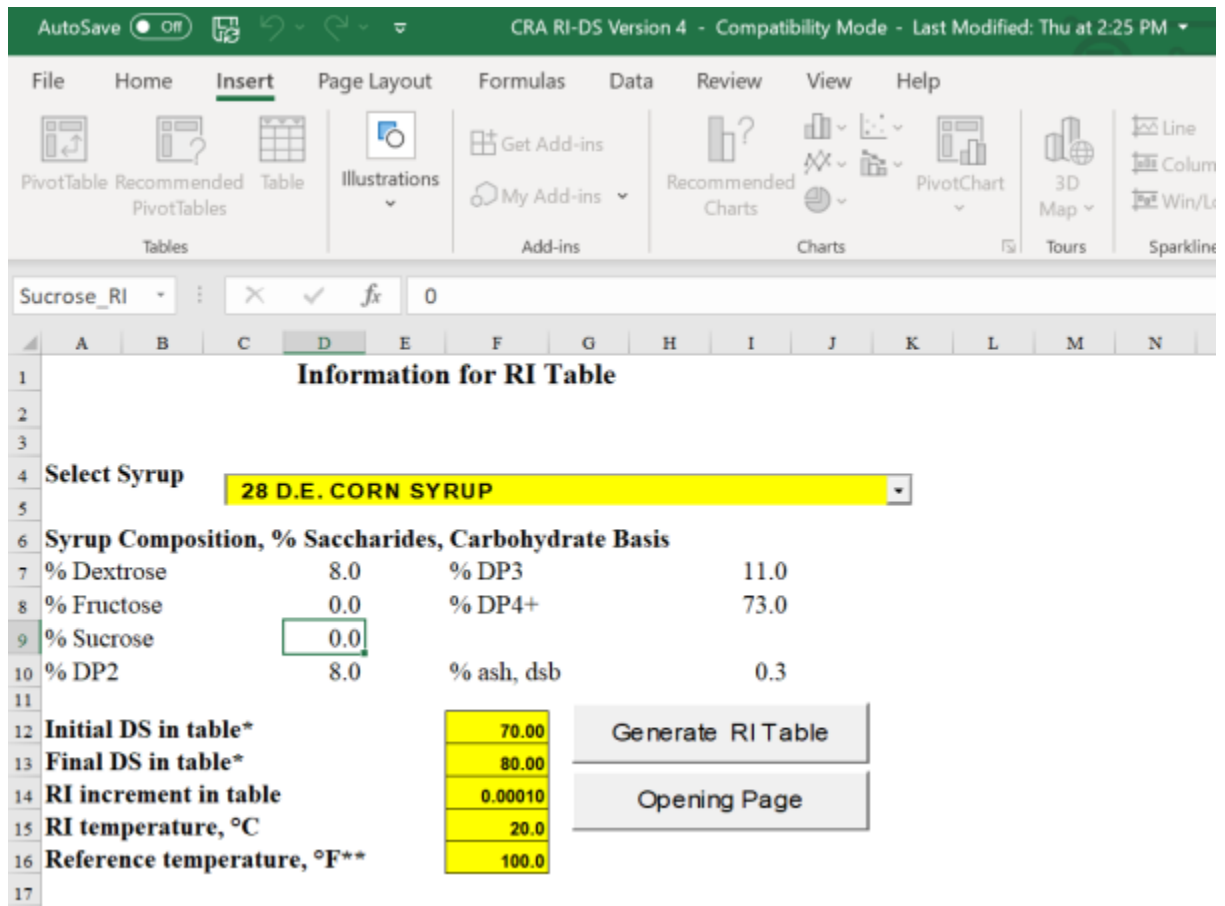 AutoSave Off CRA RI-DS Version 4 - Compatibility Mode - Last Modified: Thu at 2:25 PM
File Home Insert Page Layout Formulas Data Review View Help
PivotTable Recommended PivotTables Table Illustrations Get Add-ins My Add-ins Recommended Charts PivotChart 3D Map Line Colum Win/Lo
Tables Add-ins Charts Tours Sparkline
Sucrose_RI fx 0
A B C D E F G H I J K L M N
1 Information for RI Table
2
3
4 Select Syrup
28 D.E. CORN SYRUP
5
6 Syrup Composition, % Saccharides, Carbohydrate Basis
7 % Dextrose 8.0 % DP3 11.0
8 % Fructose 0.0 % DP4+ 73.0
9 % Sucrose 0.0
10 % DP2 8.0 % ash, dsb 0.3
11
12 Initial DS in table* 70.00 Generate RI Table
13 Final DS in table* 80.00
14 RI increment in table 0.00010 Opening Page
15 RI temperature, °C 20.0
16 Reference temperature, °F** 100.0
17